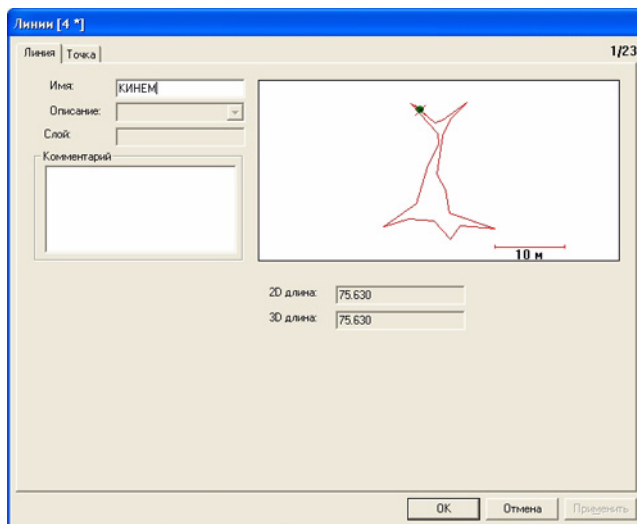 Линии [4 *]
Линия Точка 1/23
Имя: КИНЕМ
Описание:
Слой:
Комментарий
10 м
2D длина: 75.630
3D длина: 75.630
OK Отмена Применить